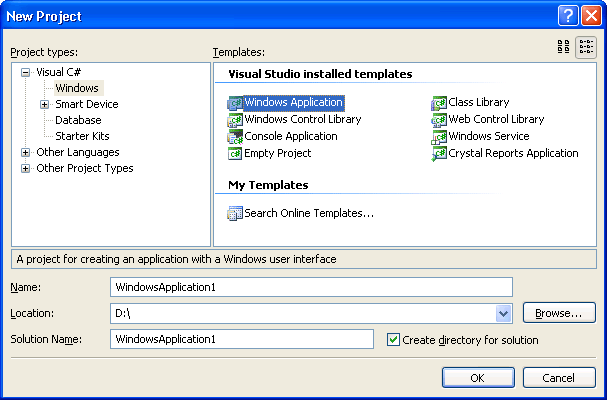 New Project
Project types:
Templates:
Visual C#
Windows
Smart Device
Database
Starter Kits
Other Languages
Other Project Types
Visual Studio installed templates
Windows Application
Class Library
Windows Control Library
Web Control Library
Console Application
Windows Service
Empty Project
Crystal Reports Application
My Templates
Search Online Templates...
A project for creating an application with a Windows user interface
Name:
WindowsApplication1
Location:
D:\
Browse...
Solution Name:
WindowsApplication1
Create directory for solution
OK
Cancel